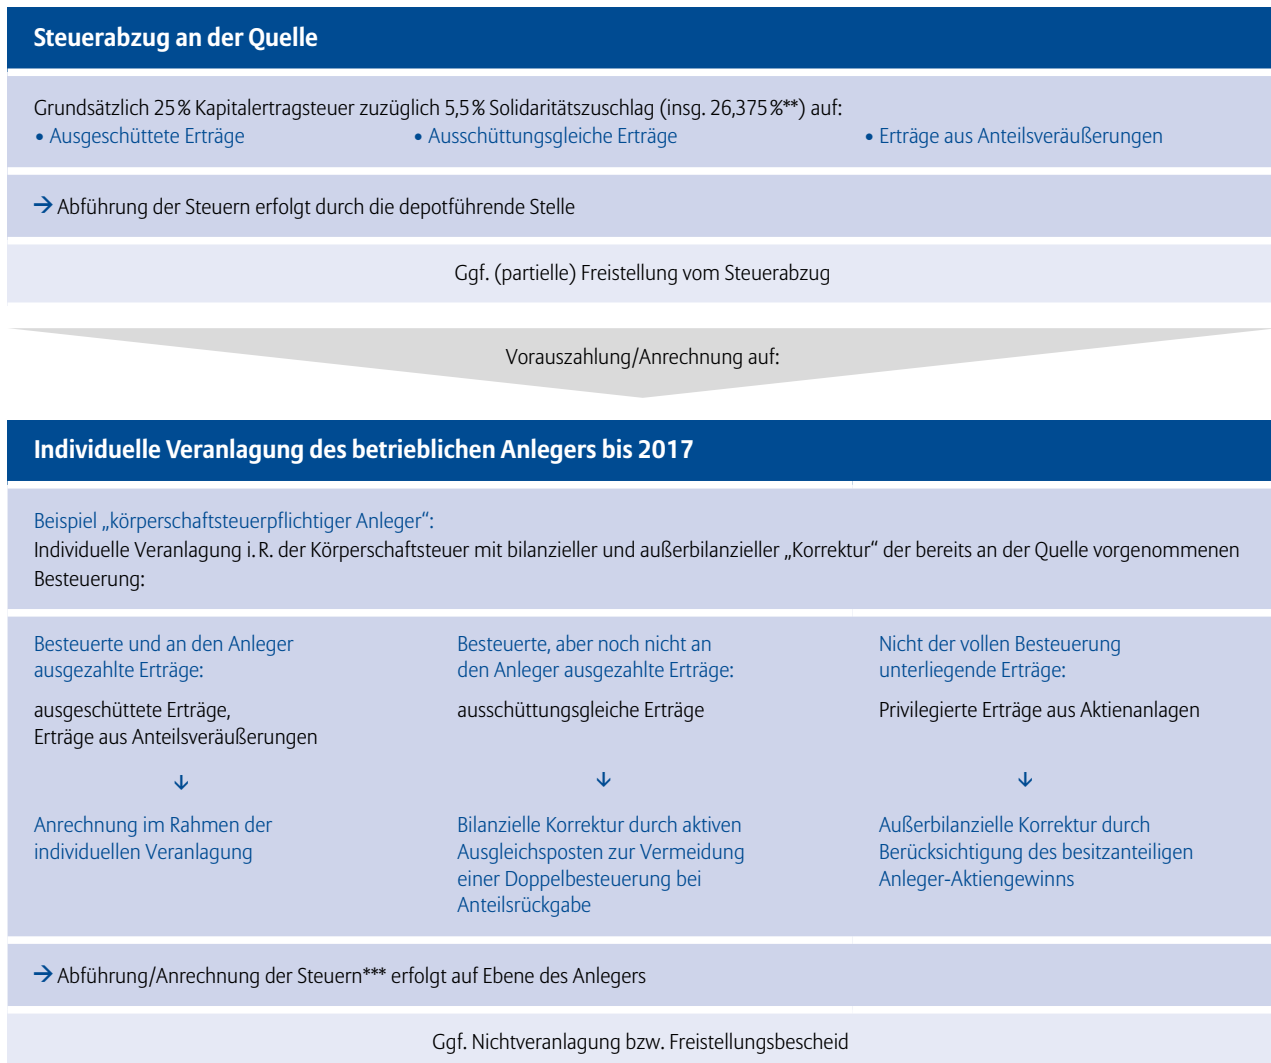 Steuerabzug an der Quelle
Grundsätzlich 25 % Kapitalertragsteuer zuzüglich 5,5 % Solidaritätszuschlag (insg. 26,375 %**) auf:
• Ausgeschüttete Erträge
• Ausschüttungsgleiche Erträge
• Erträge aus Anteilsveräußerungen
→ Abführung der Steuern erfolgt durch die depotführende Stelle
Ggf. (partielle) Freistellung vom Steuerabzug
Vorauszahlung/Anrechnung auf:
Individuelle Veranlagung des betrieblichen Anlegers bis 2017
Beispiel „körperschaftsteuerpflichtiger Anleger“:
Individuelle Veranlagung i. R. der Körperschaftsteuer mit bilanzieller und außerbilanzieller „Korrektur“ der bereits an der Quelle vorgenommenen
Besteuerung:
Besteuerte und an den Anleger
ausgezahlte Erträge:
ausgeschüttete Erträge,
Erträge aus Anteilsveräußerungen
↓
Anrechnung im Rahmen der
individuellen Veranlagung
Besteuerte, aber noch nicht an
den Anleger ausgezahlte Erträge:
ausschüttungsgleiche Erträge
↓
Bilanzielle Korrektur durch aktiven
Ausgleichsposten zur Vermeidung
einer Doppelbesteuerung bei
Anteilsrückgabe
Nicht der vollen Besteuerung
unterliegende Erträge:
Privilegierte Erträge aus Aktienanlagen
↓
Außerbilanzielle Korrektur durch
Berücksichtigung des besitzanteiligen
Anleger-Aktiengewinns
→ Abführung/Anrechnung der Steuern*** erfolgt auf Ebene des Anlegers
Ggf. Nichtveranlagung bzw. Freistellungsbescheid